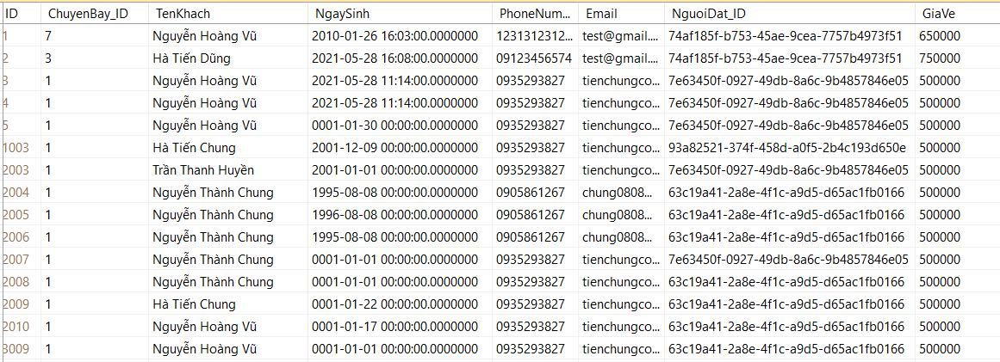 ID ChuyenBay_ID TenKhach NgaySinh PhoneNum... Email NguoiDat_ID GiaVe
1 7 Nguyễn Hoàng Vũ 2010-01-26 16:03:00.0000000 1231312312... test@gmail.... 74af185f-b753-45ae-9cea-7757b4973f51 650000
2 3 Hà Tiến Dũng 2021-05-28 16:08:00.0000000 09123456574 test@gmail.... 74af185f-b753-45ae-9cea-7757b4973f51 750000
3 1 Nguyễn Hoàng Vũ 2021-05-28 11:14:00.0000000 0935293827 tienchungco... 7e63450f-0927-49db-8a6c-9b4857846e05 500000
4 1 Nguyễn Hoàng Vũ 2021-05-28 11:14:00.0000000 0935293827 tienchungco... 7e63450f-0927-49db-8a6c-9b4857846e05 500000
5 1 Nguyễn Hoàng Vũ 0001-01-30 00:00:00.0000000 0935293827 tienchungco... 7e63450f-0927-49db-8a6c-9b4857846e05 500000
1003 1 Hà Tiến Chung 2001-12-09 00:00:00.0000000 0935293827 tienchungco... 93a82521-374f-458d-a0f5-2b4c193d650e 500000
2003 1 Trần Thanh Huyền 2001-01-01 00:00:00.0000000 0935293827 tienchungco... 7e63450f-0927-49db-8a6c-9b4857846e05 500000
2004 1 Nguyễn Thành Chung 1995-08-08 00:00:00.0000000 0905861267 chung0808... 63c19a41-2a8e-4f1c-a9d5-d65ac1fb0166 500000
2005 1 Nguyễn Thành Chung 1996-08-08 00:00:00.0000000 0905861267 chung0808... 63c19a41-2a8e-4f1c-a9d5-d65ac1fb0166 500000
2006 1 Nguyễn Thành Chung 1995-08-08 00:00:00.0000000 0905861267 chung0808... 63c19a41-2a8e-4f1c-a9d5-d65ac1fb0166 500000
2007 1 Nguyễn Thành Chung 0001-01-01 00:00:00.0000000 0935293827 tienchungco... 7e63450f-0927-49db-8a6c-9b4857846e05 500000
2008 1 Nguyễn Thành Chung 0001-01-01 00:00:00.0000000 0935293827 tienchungco... 63c19a41-2a8e-4f1c-a9d5-d65ac1fb0166 500000
2009 1 Hà Tiến Chung 0001-01-22 00:00:00.0000000 0935293827 tienchungco... 63c19a41-2a8e-4f1c-a9d5-d65ac1fb0166 500000
2010 1 Nguyễn Hoàng Vũ 0001-01-17 00:00:00.0000000 0935293827 tienchungco... 63c19a41-2a8e-4f1c-a9d5-d65ac1fb0166 500000
3009 1 Nguyễn Hoàng Vũ 0001-01-01 00:00:00.0000000 0935293827 tienchungco... 63c19a41-2a8e-4f1c-a9d5-d65ac1fb0166 500000